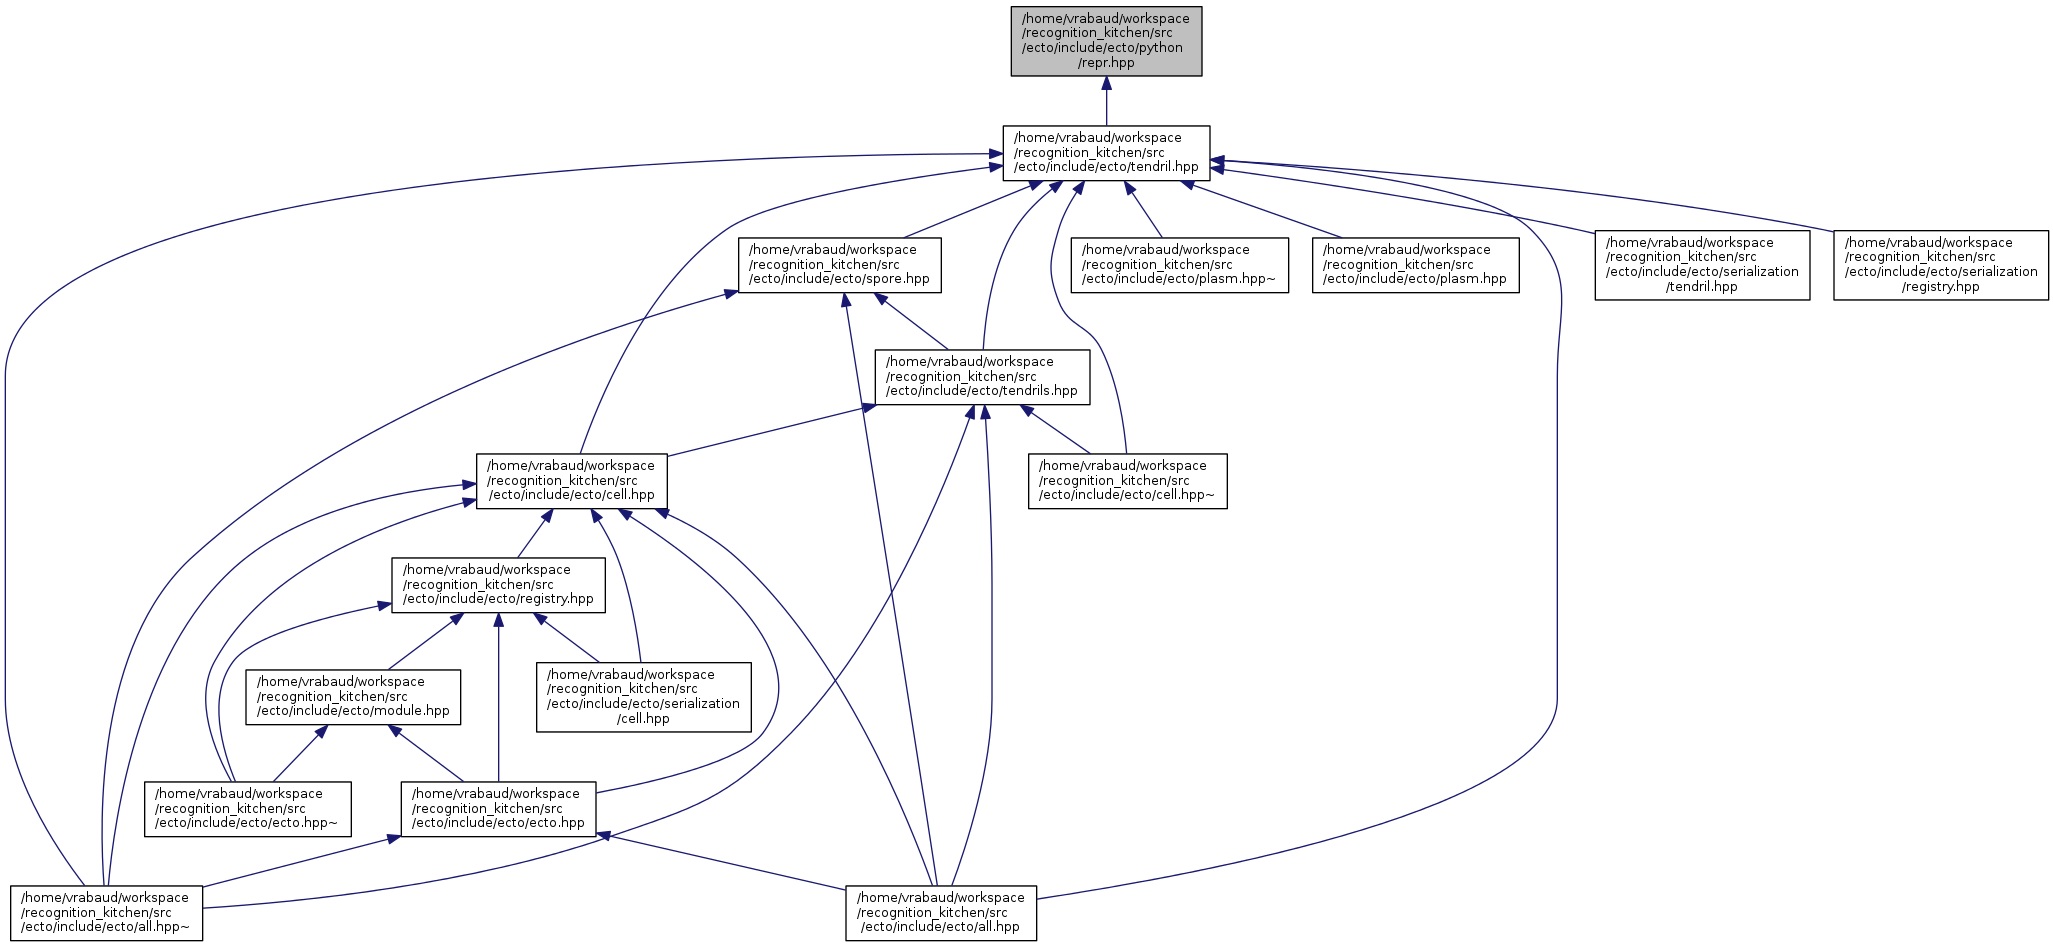 /home/vrabaud/workspace
/recognition_kitchen/src
/ecto/include/ecto/python
/repr.hpp
/home/vrabaud/workspace
/recognition_kitchen/src
/ecto/include/ecto/tendril.hpp
/home/vrabaud/workspace
/recognition_kitchen/src
/ecto/include/ecto/spore.hpp
/home/vrabaud/workspace
/recognition_kitchen/src
/ecto/include/ecto/plasm.hpp~
/home/vrabaud/workspace
/recognition_kitchen/src
/ecto/include/ecto/plasm.hpp
/home/vrabaud/workspace
/recognition_kitchen/src
/ecto/include/ecto/serialization
/tendril.hpp
/home/vrabaud/workspace
/recognition_kitchen/src
/ecto/include/ecto/serialization
/registry.hpp
/home/vrabaud/workspace
/recognition_kitchen/src
/ecto/include/ecto/tendrils.hpp
/home/vrabaud/workspace
/recognition_kitchen/src
/ecto/include/ecto/cell.hpp
/home/vrabaud/workspace
/recognition_kitchen/src
/ecto/include/ecto/cell.hpp~
/home/vrabaud/workspace
/recognition_kitchen/src
/ecto/include/ecto/registry.hpp
/home/vrabaud/workspace
/recognition_kitchen/src
/ecto/include/ecto/module.hpp
/home/vrabaud/workspace
/recognition_kitchen/src
/ecto/include/ecto/serialization
/cell.hpp
/home/vrabaud/workspace
/recognition_kitchen/src
/ecto/include/ecto/ecto.hpp~
/home/vrabaud/workspace
/recognition_kitchen/src
/ecto/include/ecto/ecto.hpp
/home/vrabaud/workspace
/recognition_kitchen/src
/ecto/include/ecto/all.hpp~
/home/vrabaud/workspace
/recognition_kitchen/src
/ecto/include/ecto/all.hpp